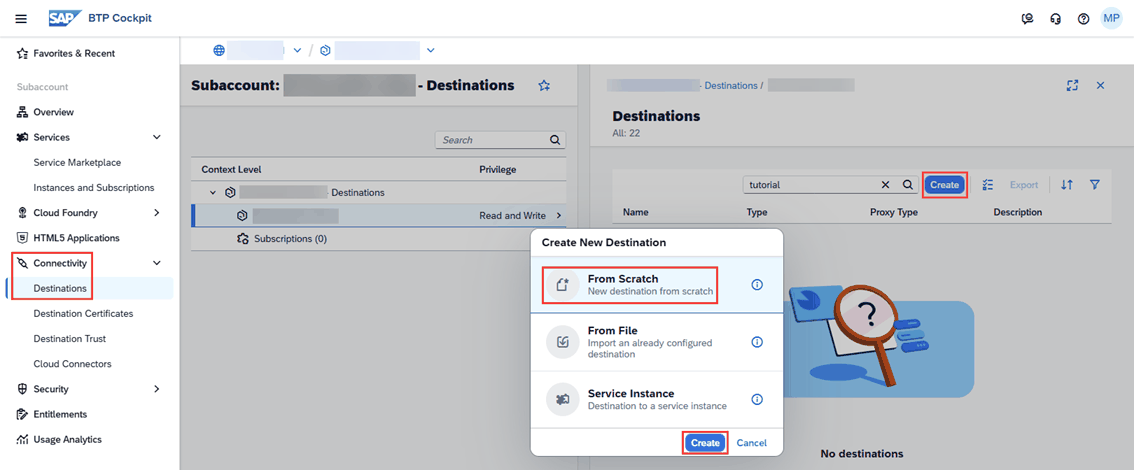 SAP BTP Cockpit
MP
Favorites & Recent
Subaccount
Overview
Services
Service Marketplace
Instances and Subscriptions
Cloud Foundry
HTML5 Applications
Connectivity
Destinations
Destination Certificates
Destination Trust
Cloud Connectors
Security
Entitlements
Usage Analytics
/
Subaccount: - Destinations
Search
Context Level Privilege
- Destinations
Read and Write
Subscriptions (0)
- Destinations /
Destinations
All: 22
tutorial Create Export
Name Type Proxy Type Description
No destinations
Create New Destination
From Scratch
New destination from scratch
From File
Import an already configured
destination
Service Instance
Destination to a service instance
Create Cancel